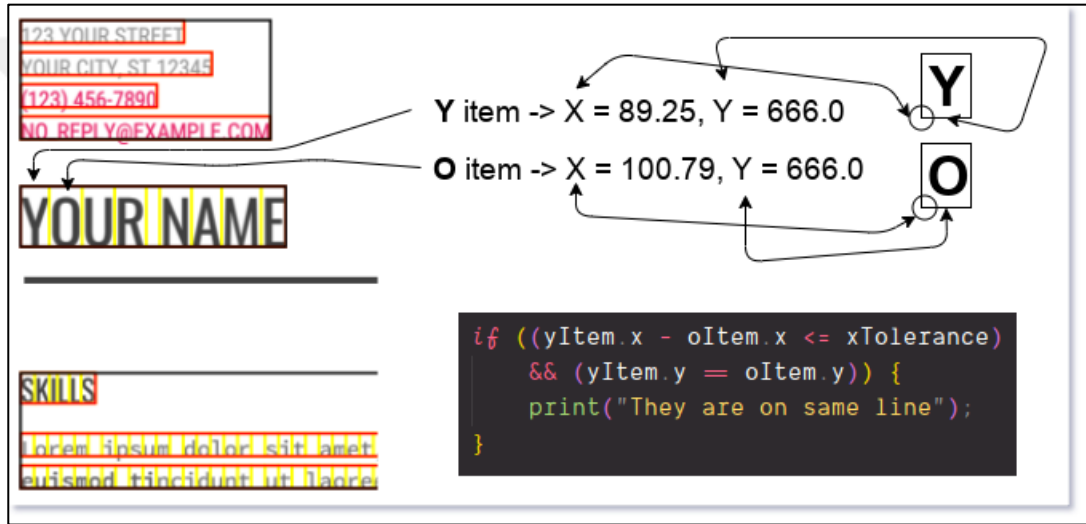 123 YOUR STREET
YOUR CITY, ST 12345
(123) 456-7890
NO_REPLY@EXAMPLE.COM
YOUR NAME
SKILLS
Lorem ipsum dolor sit amet
euismod tincidunt ut laoree
Y item -> X = 89.25, Y = 666.0
O item -> X = 100.79, Y = 666.0
Y
O
if ((yItem.x - oItem.x <= xTolerance)
&& (yItem.y == oItem.y)) {
print("They are on same line");
}